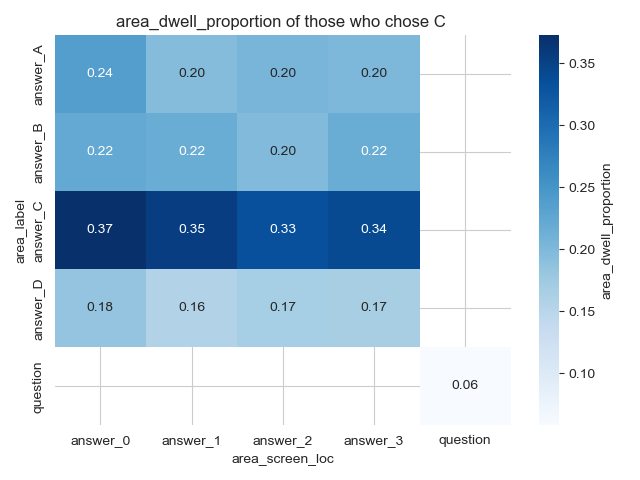 area_dwell_proportion of those who chose C
area_label
answer_A
answer_B
answer_C
answer_D
question
0.24 0.20 0.20 0.20
0.22 0.22 0.20 0.22
0.37 0.35 0.33 0.34
0.18 0.16 0.17 0.17
0.06
answer_0 answer_1 answer_2 answer_3 question
area_screen_loc
0.35
0.30
0.25
0.20
0.15
0.10
area_dwell_proportion